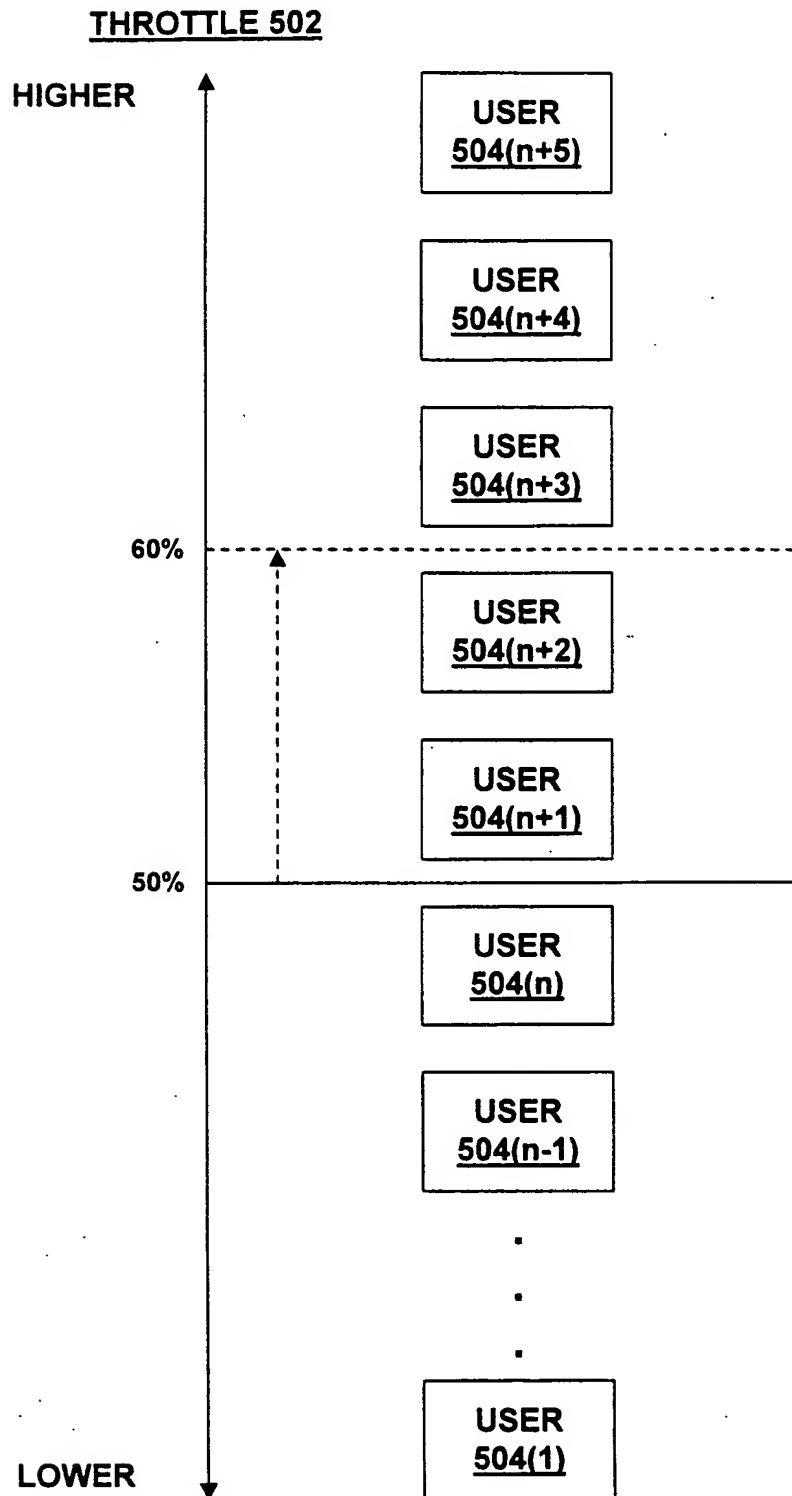 THROTTLE 502
HIGHER
USER
504(n+5)
USER
504(n+4)
USER
504(n+3)
60%
USER
504(n+2)
USER
504(n+1)
50%
USER
504(n)
USER
504(n-1)
USER
504(1)
LOWER